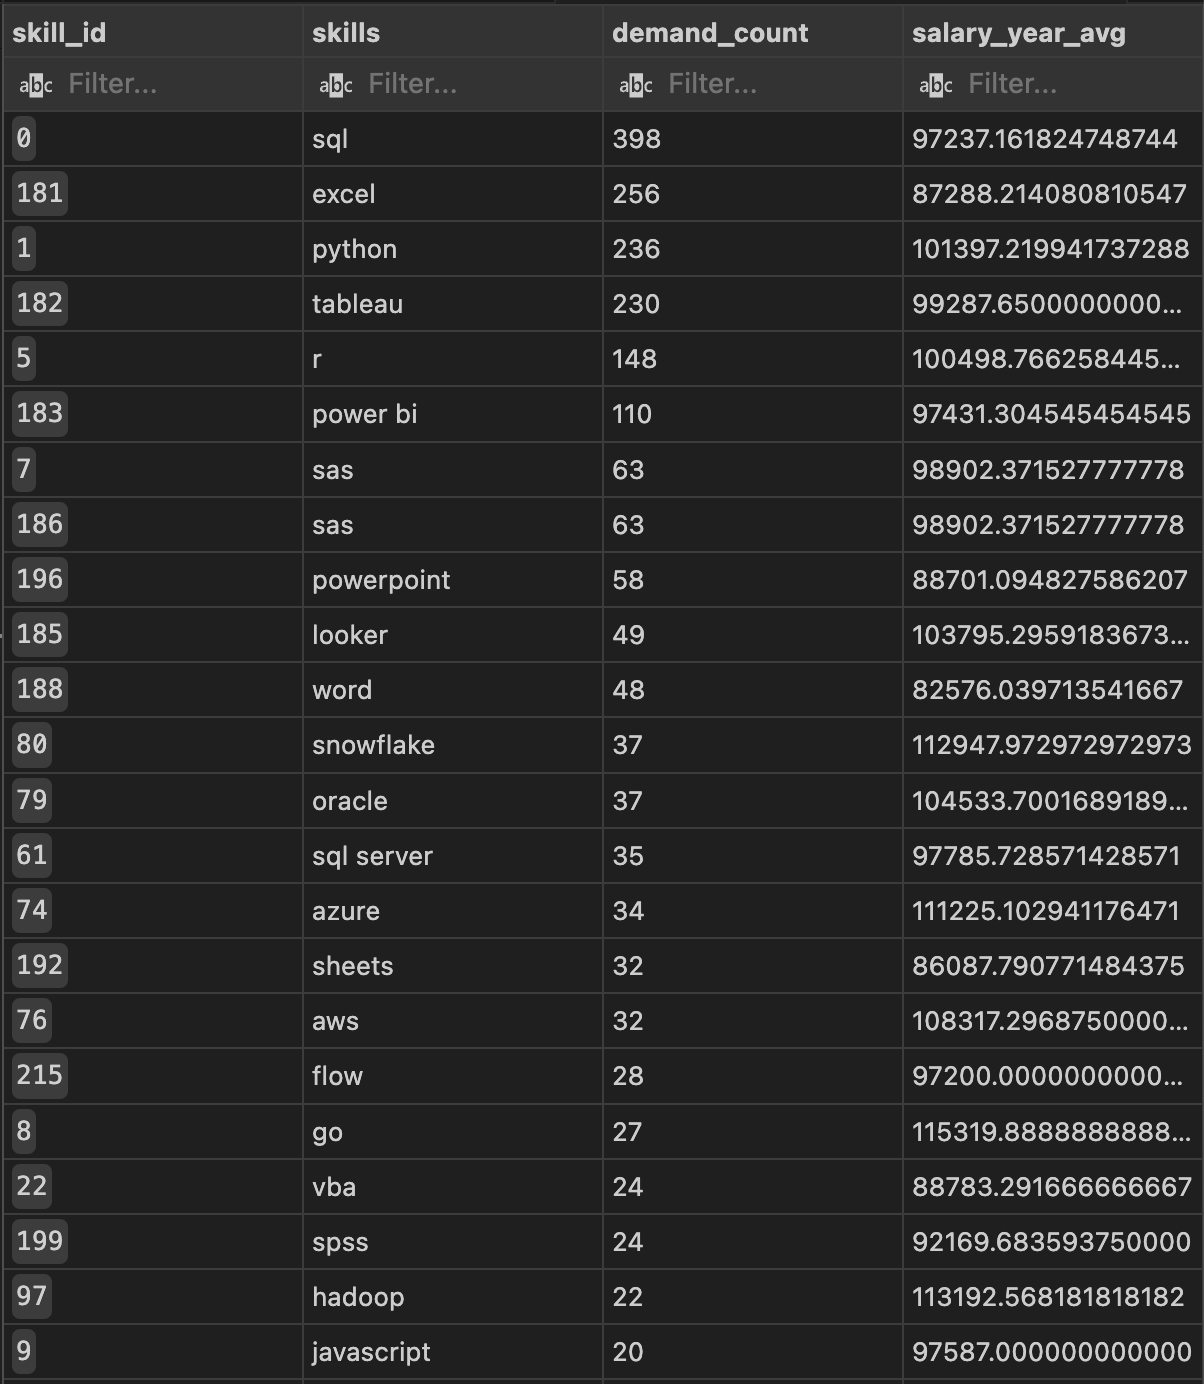 skill_id skills demand_count salary_year_avg
abc Filter... abc Filter... abc Filter... abc Filter...
0 sql 398 97237.161824748744
181 excel 256 87288.214080810547
1 python 236 101397.219941737288
182 tableau 230 99287.6500000000...
5 r 148 100498.766258445...
183 power bi 110 97431.304545454545
7 sas 63 98902.371527777778
186 sas 63 98902.371527777778
196 powerpoint 58 88701.094827586207
185 looker 49 103795.2959183673...
188 word 48 82576.039713541667
80 snowflake 37 112947.972972972973
79 oracle 37 104533.7001689189...
61 sql server 35 97785.728571428571
74 azure 34 111225.102941176471
192 sheets 32 86087.790771484375
76 aws 32 108317.2968750000...
215 flow 28 97200.0000000000...
8 go 27 115319.8888888888...
22 vba 24 88783.291666666667
199 spss 24 92169.683593750000
97 hadoop 22 113192.568181818182
9 javascript 20 97587.000000000000